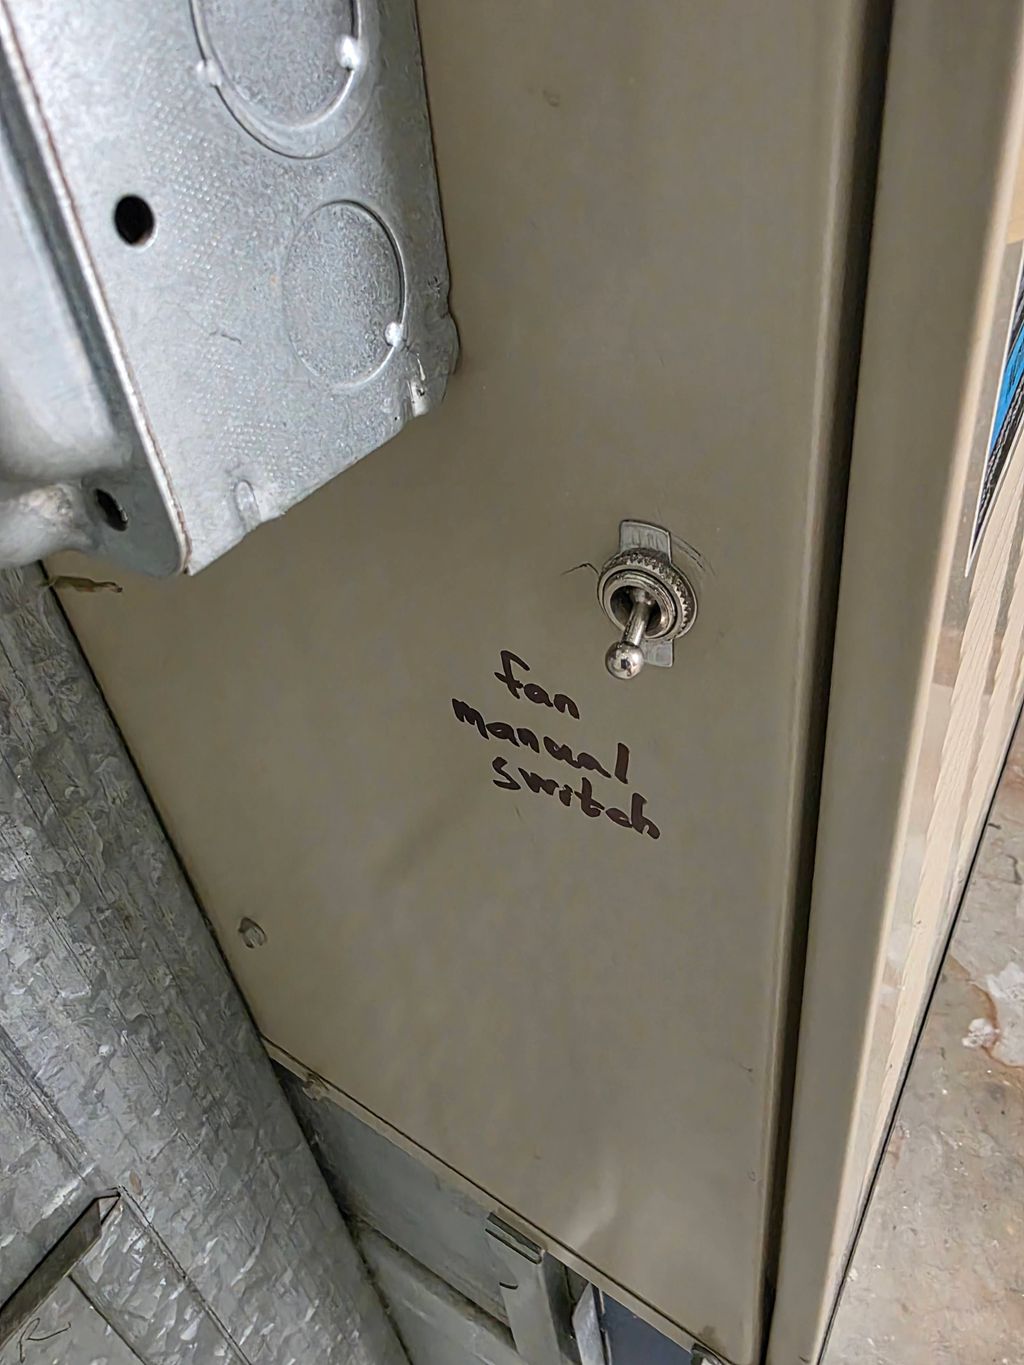 fan
manual
switch
R